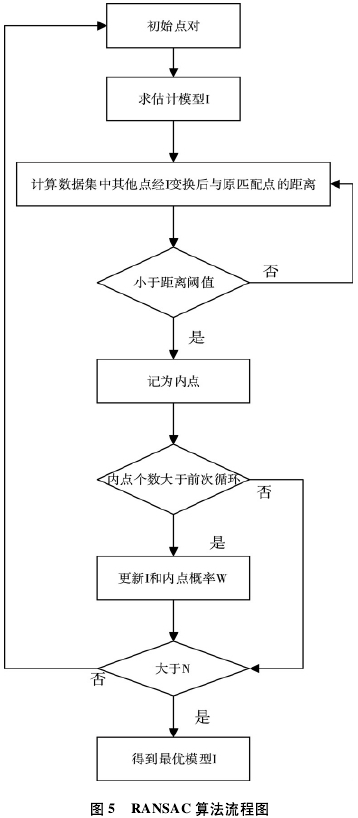 初始点对
求估计模型I
计算数据集中其他点经I变换后与原匹配点的距离
小于距离阈值
否
是
记为内点
内点个数大于前次循环
否
是
更新I和内点概率W
大于N
否
是
得到最优模型I
图5 RANSAC算法流程图